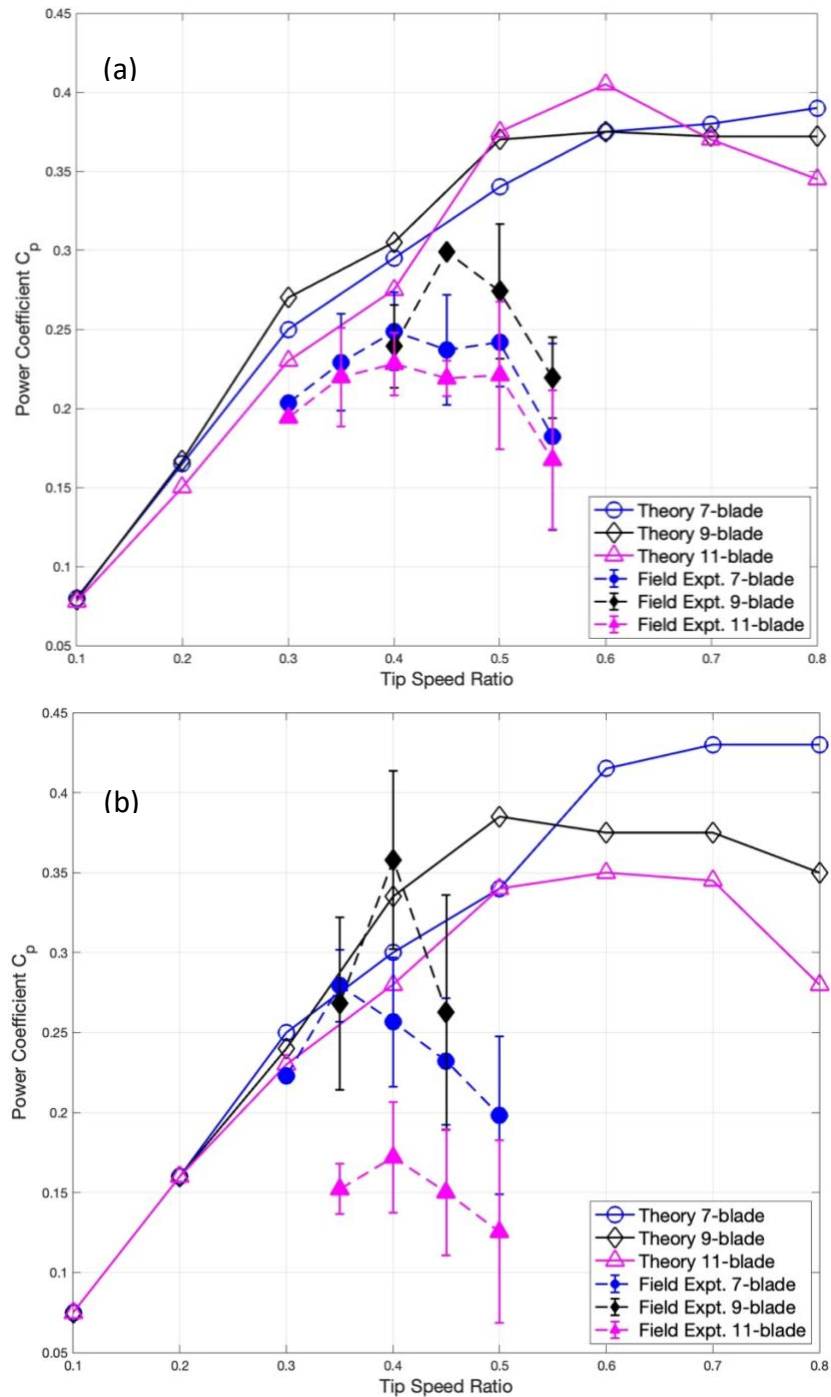 0.45
(a)
0.4
0.35
0.3
0.25
0.2
0.15
0.1
0.05
Power Coefficient Cp
Theory 7-blade
Theory 9-blade
Theory 11-blade
Field Expt. 7-blade
Field Expt. 9-blade
Field Expt. 11-blade
0.1 0.2 0.3 0.4 0.5 0.6 0.7 0.8
Tip Speed Ratio
0.45
(b)
0.4
0.35
0.3
0.25
0.2
0.15
0.1
0.05
Power Coefficient Cp
Theory 7-blade
Theory 9-blade
Theory 11-blade
Field Expt. 7-blade
Field Expt. 9-blade
Field Expt. 11-blade
0.1 0.2 0.3 0.4 0.5 0.6 0.7 0.8
Tip Speed Ratio